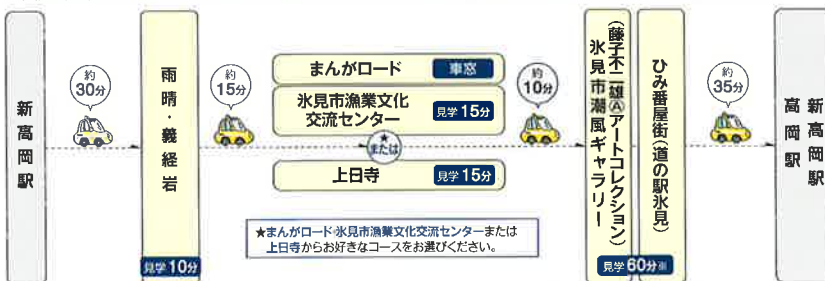 新高岡駅
約
30分
雨晴・義経岩
見学10分
約
15分
まんがロード 車窓
氷見市漁業文化
交流センター 見学15分
★
または
上日寺 見学15分
★まんがロード・氷見市漁業文化交流センターまたは
上日寺からお好きなコースをお選びください。
約
10分
氷見市潮風ギャラリー
(藤子不二雄Ⓐアートコレクション)
ひみ番屋街(道の駅氷見)
見学60分※
約
35分
新高岡駅
高岡駅